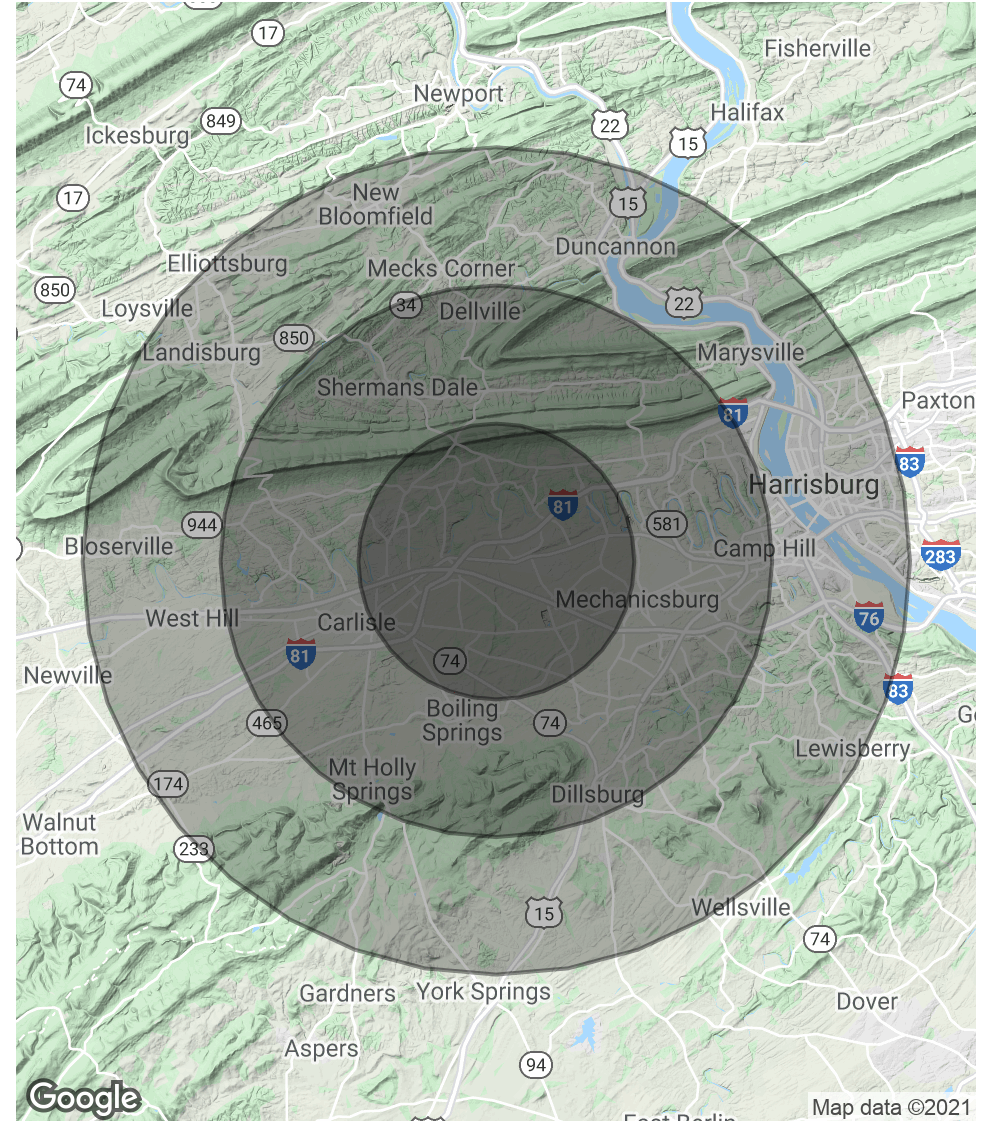 17
Fisherville
74
Newport
Halifax
849
Ickesburg
22
15
New
Bloomfield
17
15
Duncannon
Elliottsburg
Mecks Corner
850
Loysville
34
Dellville
22
850
Landisburg
Marysville
Shermans Dale
Paxton
81
83
Harrisburg
81
944
581
Bloserville
Camp Hill
283
Mechanicsburg
West Hill
Carlisle
76
81
74
Newville
83
Boiling
Springs
465
74
Lewisberry
Mt Holly
Springs
174
Dillsburg
Walnut
Bottom
233
Wellsville
15
74
Gardners
York Springs
Dover
Aspers
94
Google
Map data ©2021